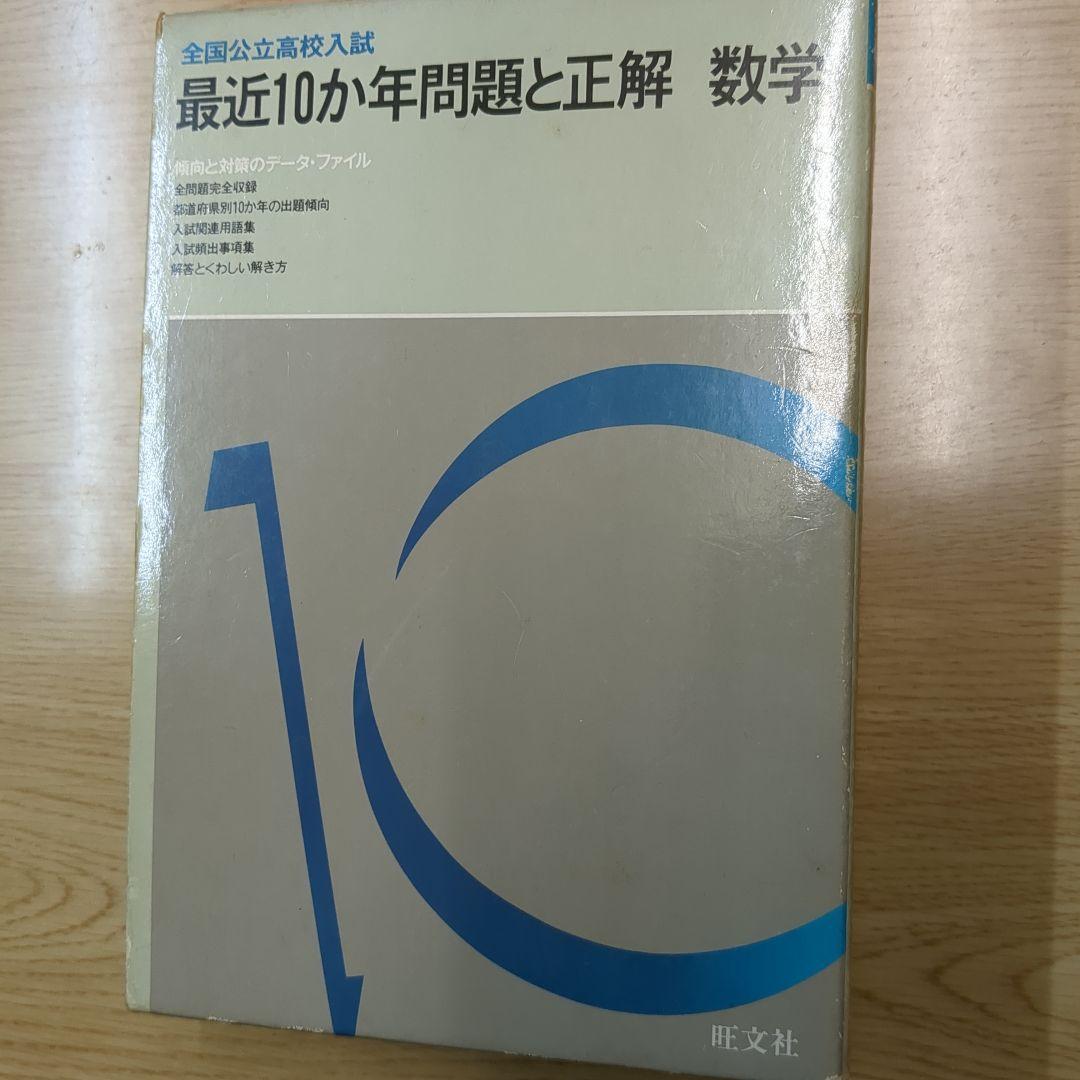 全国公立高校入試
最近10か年問題と正解 数学
傾向と対策のデータ・ファイル
全問題完全収録
都道府県別10か年の出題傾向
入試関連用語集
入試頻出事項集
解答とくわしい解き方
10
旺文社